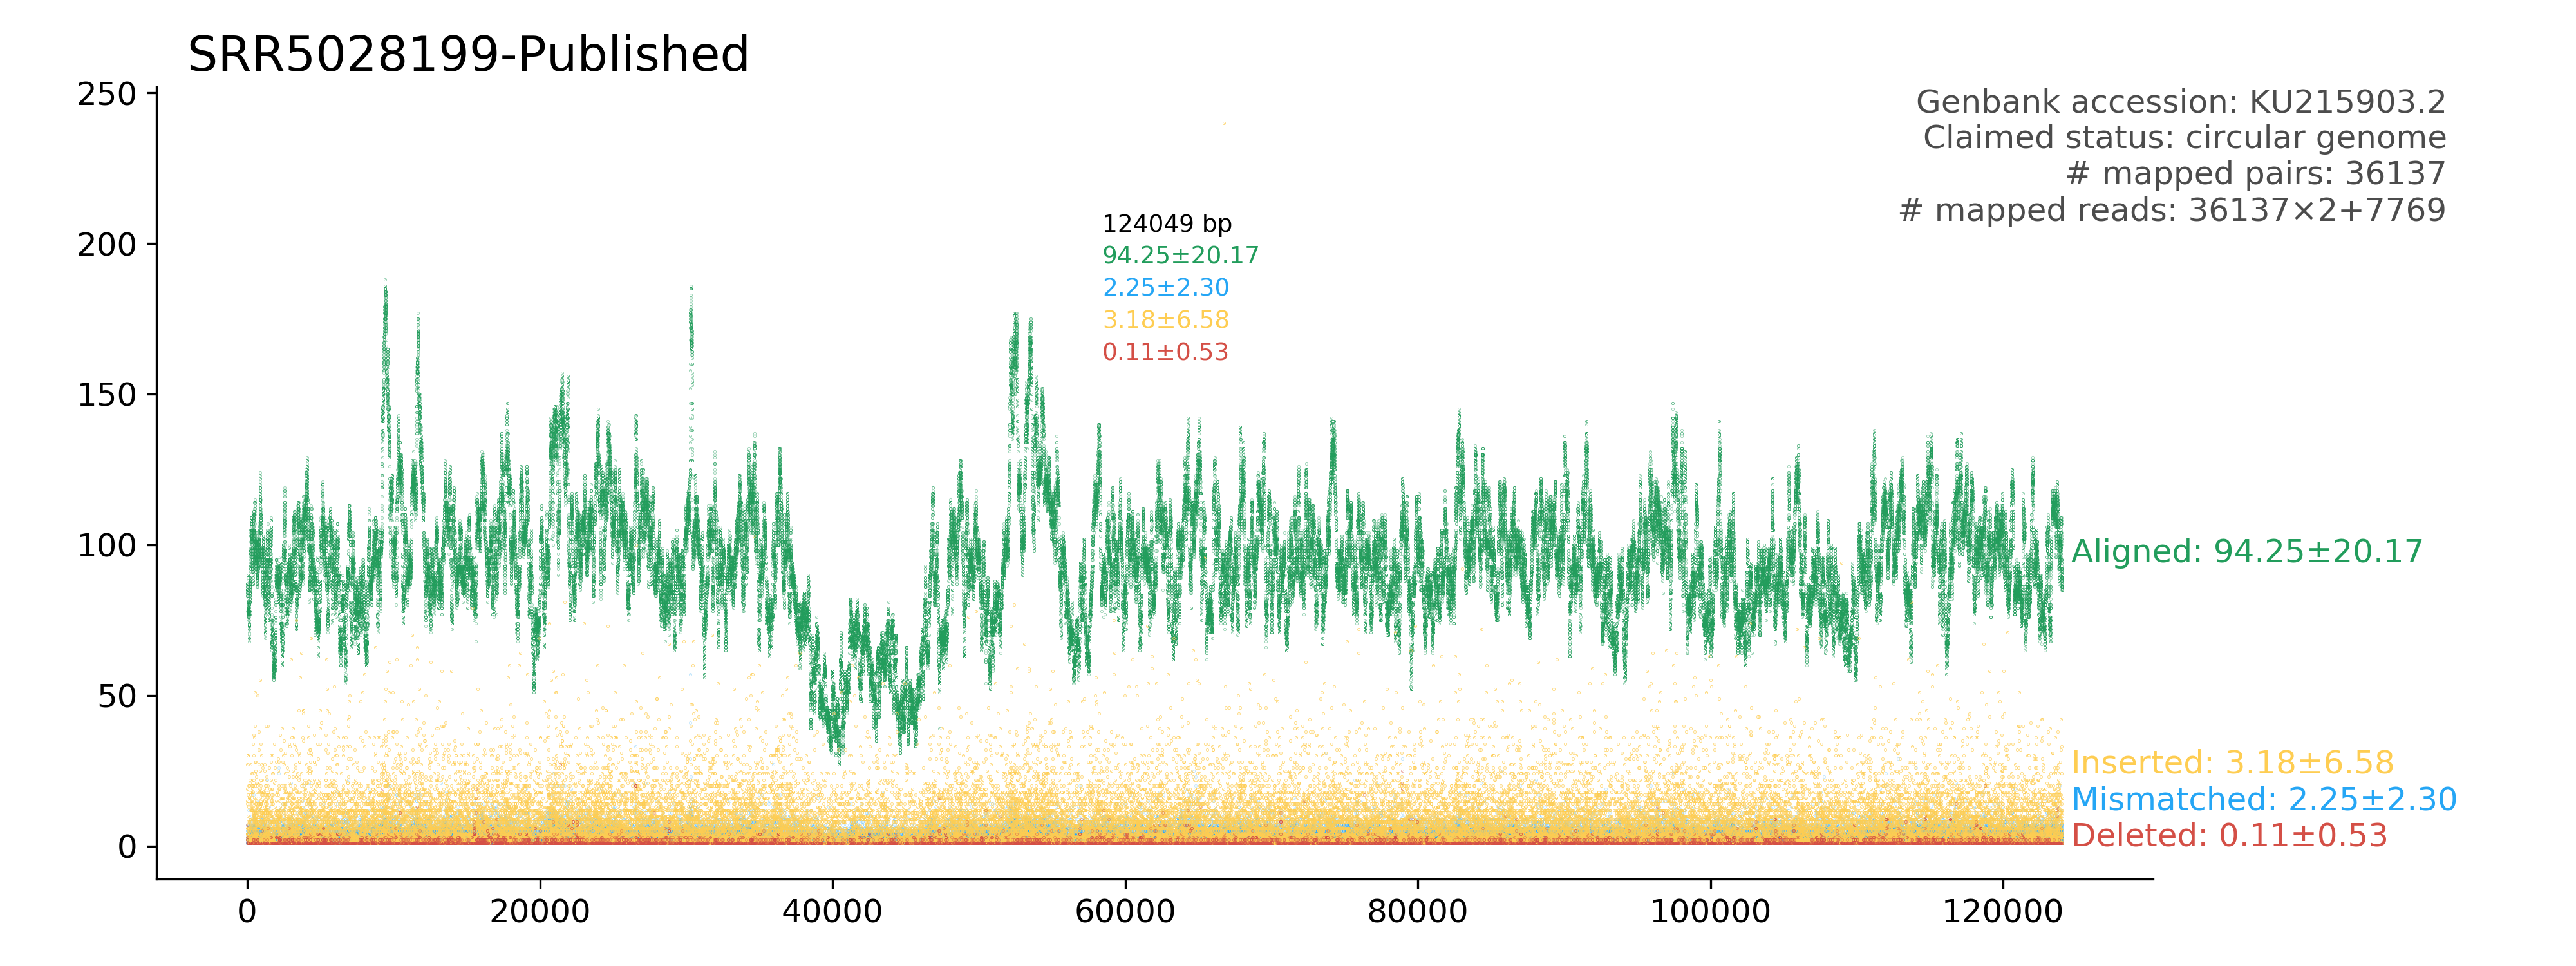 SRR5028199-Published
250
200
150
100
50
0
Genbank accession: KU215903.2
Claimed status: circular genome
# mapped pairs: 36137
# mapped reads: 36137×2+7769
124049 bp
94.25±20.17
2.25±2.30
3.18±6.58
0.11±0.53
Aligned: 94.25±20.17
Inserted: 3.18±6.58
Mismatched: 2.25±2.30
Deleted: 0.11±0.53
0 20000 40000 60000 80000 100000 120000